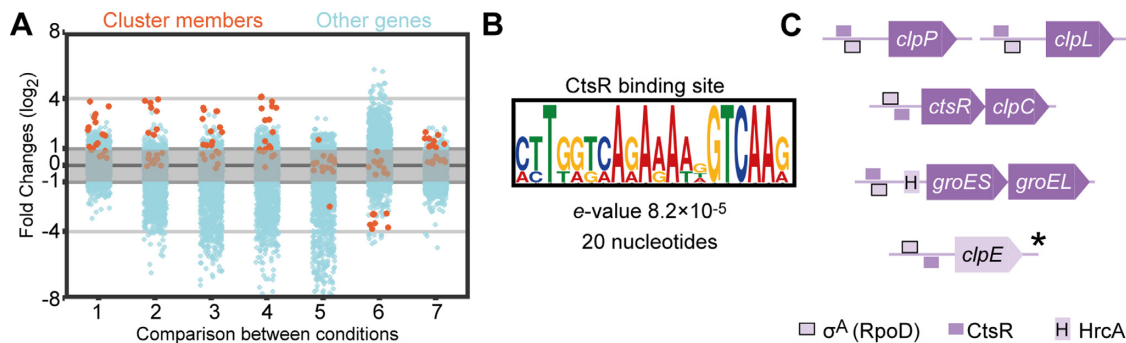 A
Cluster members
Other genes
Fold Changes (log2)
8
4
1
0
-1
-4
-8
1 2 3 4 5 6 7
Comparison between conditions
B
CtsR binding site
e-value 8.2×10-5
20 nucleotides
C
clpP
clpL
ctsR clpC
H groES groEL
clpE *
σA (RpoD)
CtsR
H HrcA